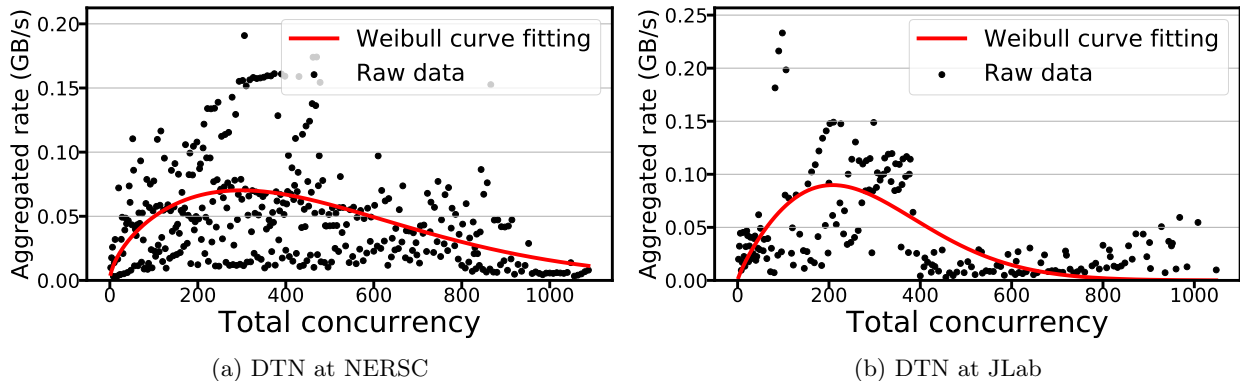 Aggregated rate (GB/s)
0.20
0.15
0.10
0.05
0.00
Weibull curve fitting
Raw data
0 200 400 600 800 1000
Total concurrency
(a) DTN at NERSC
Aggregated rate (GB/s)
0.25
0.20
0.15
0.10
0.05
0.00
Weibull curve fitting
Raw data
0 200 400 600 800 1000
Total concurrency
(b) DTN at JLab